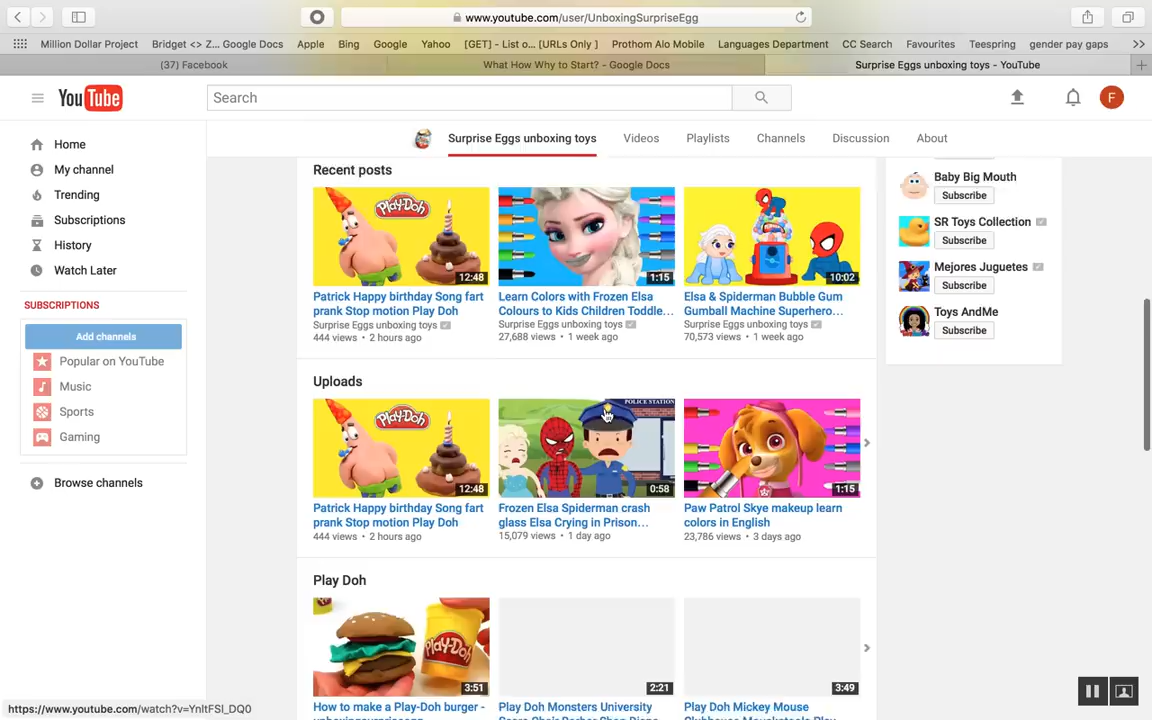 www.youtube.com/user/UnboxingSurpriseEgg
Million Dollar Project
Bridget <> Z... Google Docs
Apple
Bing
Google
Yahoo
[GET] - List o... [URLs Only ]
Prothom Alo Mobile
Languages Department
CC Search
Favourites
Teespring
gender pay gaps
>>
(37) Facebook
What How Why to Start? - Google Docs
Surprise Eggs unboxing toys - YouTube
YouTube
Search
F
Surprise Eggs unboxing toys
Videos
Playlists
Channels
Discussion
About
Home
My channel
Trending
Subscriptions
History
Watch Later
SUBSCRIPTIONS
Add channels
Popular on YouTube
Music
Sports
Gaming
Browse channels
Recent posts
Play-Doh
12:48
Patrick Happy birthday Song fart
prank Stop motion Play Doh
Surprise Eggs unboxing toys
444 views • 2 hours ago
1:15
Learn Colors with Frozen Elsa
Colours to Kids Children Toddle...
Surprise Eggs unboxing toys
27,688 views • 1 week ago
10:02
Elsa & Spiderman Bubble Gum
Gumball Machine Superhero...
Surprise Eggs unboxing toys
70,573 views • 1 week ago
Uploads
Play-Doh
12:48
Patrick Happy birthday Song fart
prank Stop motion Play Doh
444 views • 2 hours ago
POLICE STATION
0:58
Frozen Elsa Spiderman crash
glass Elsa Crying in Prison...
15,079 views • 1 day ago
1:15
Paw Patrol Skye makeup learn
colors in English
23,786 views • 3 days ago
Play Doh
Play-Doh
3:51
How to make a Play-Doh burger -
2:21
Play Doh Monsters University
3:49
Play Doh Mickey Mouse
Baby Big Mouth
Subscribe
SR Toys Collection
Subscribe
Mejores Juguetes
Subscribe
Toys AndMe
Subscribe
https://www.youtube.com/watch?v=YnltFSl_DQ0